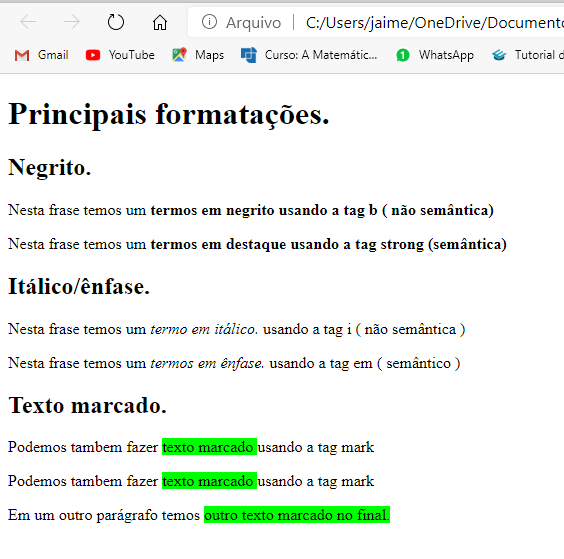 Arquivo | C:/Users/jaime/OneDrive/Documento
Gmail YouTube Maps Curso: A Matemátic... 1 WhatsApp Tutorial d
Principais formatações.
Negrito.
Nesta frase temos um termos em negrito usando a tag b ( não semântica)
Nesta frase temos um termos em destaque usando a tag strong (semântica)
Itálico/ênfase.
Nesta frase temos um termo em itálico. usando a tag i ( não semântica )
Nesta frase temos um termos em ênfase. usando a tag em ( semântico )
Texto marcado.
Podemos tambem fazer texto marcado usando a tag mark
Podemos tambem fazer texto marcado usando a tag mark
Em um outro parágrafo temos outro texto marcado no final.